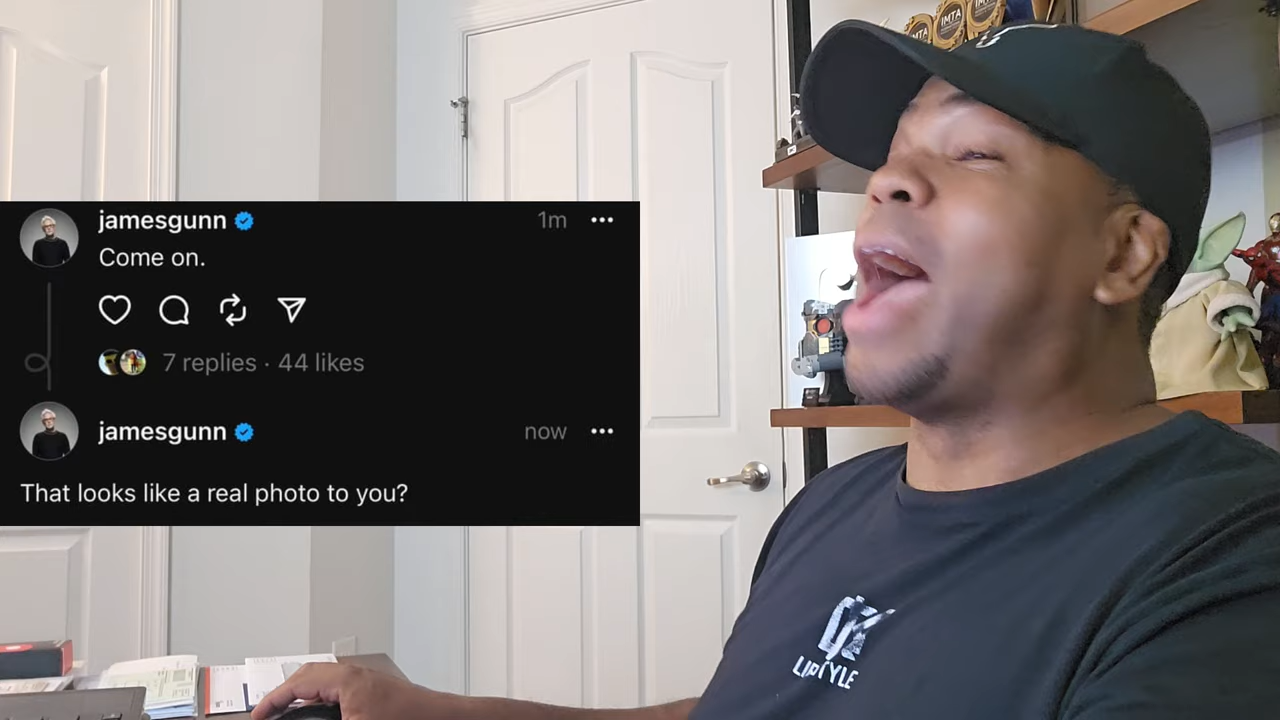 jamesgunn
1m
Come on.
7 replies · 44 likes
jamesgunn
now
That looks like a real photo to you?
IMTA
IMTA